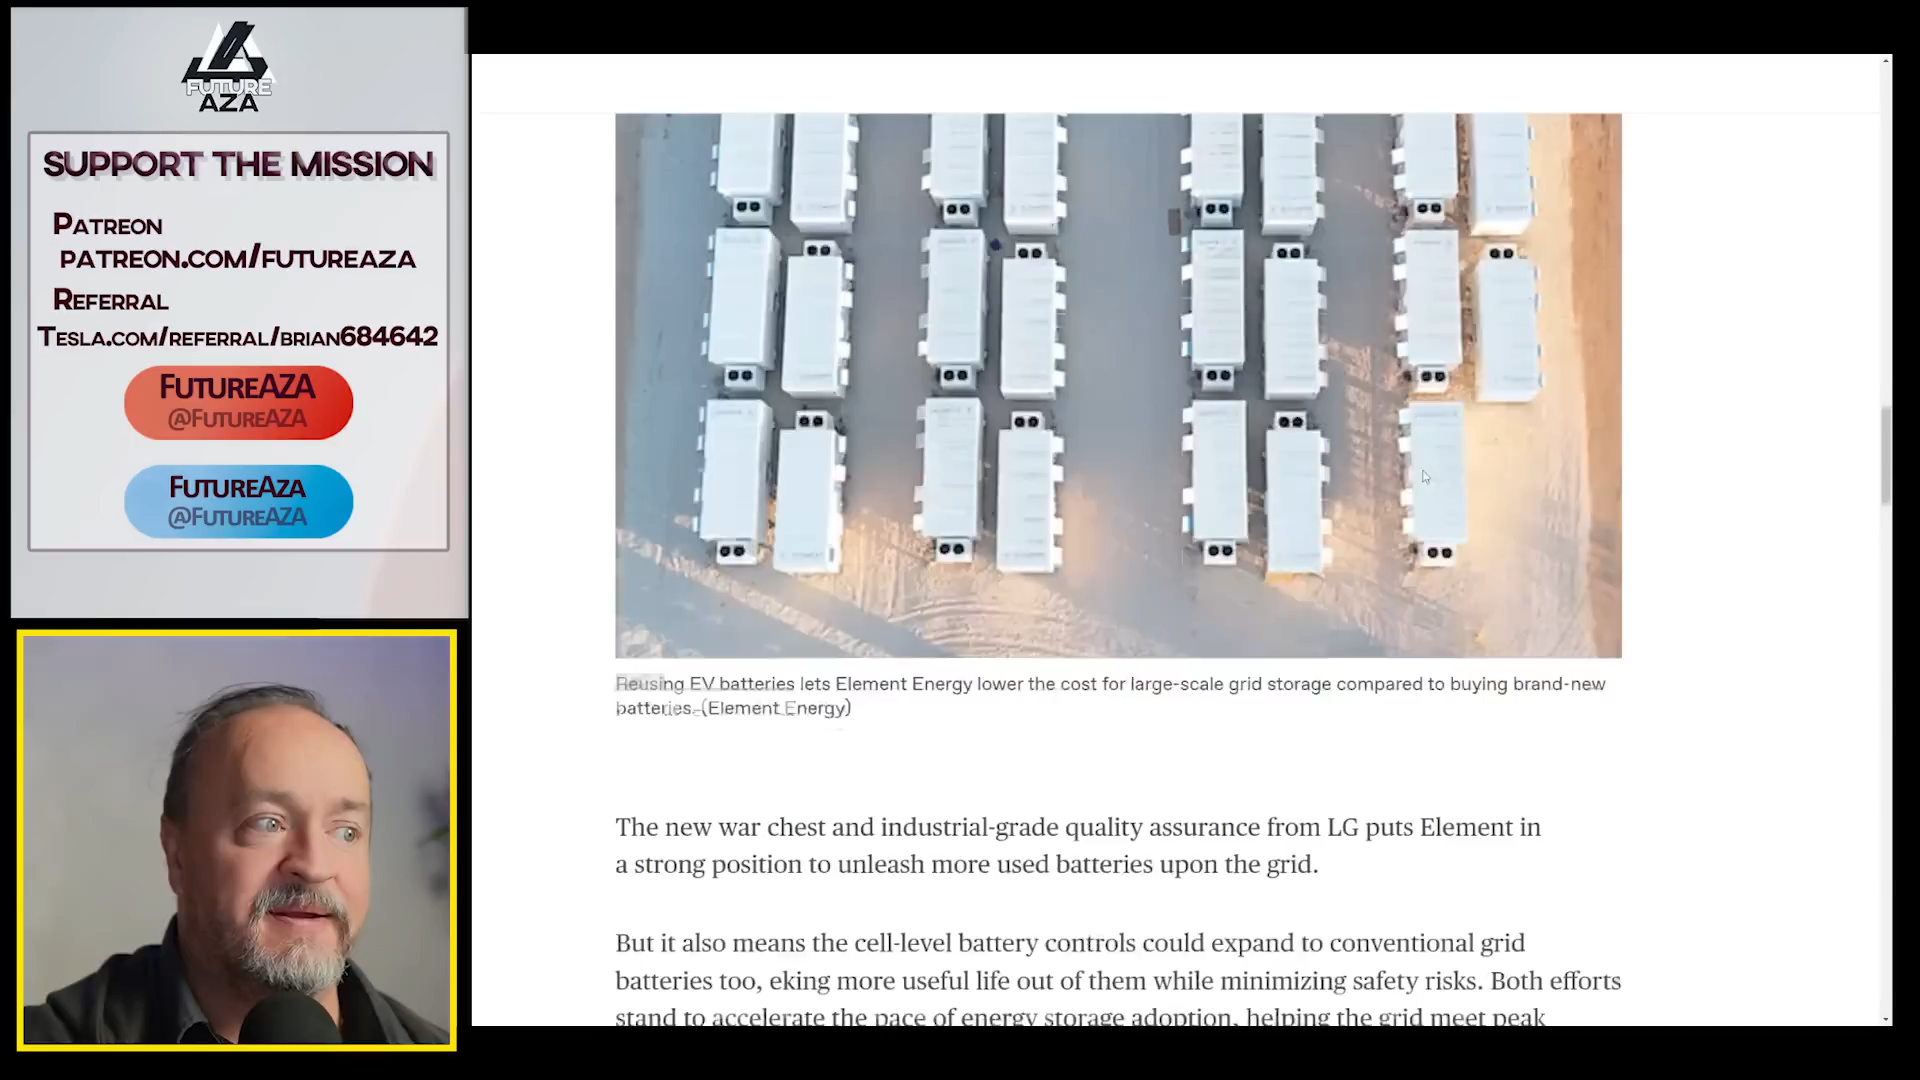 FUTURE
AZA
SUPPORT THE MISSION
PATREON
PATREON.COM/FUTUREAZA
REFERRAL
TESLA.COM/REFERRAL/BRIAN684642
FUTUREAZA
@FUTUREAZA
FUTUREAZA
@FUTUREAZA
Reusing EV batteries lets Element Energy lower the cost for large-scale grid storage compared to buying brand-new
batteries. (Element Energy)
The new war chest and industrial-grade quality assurance from LG puts Element in
a strong position to unleash more used batteries upon the grid.
But it also means the cell-level battery controls could expand to conventional grid
batteries too, eking more useful life out of them while minimizing safety risks. Both efforts
stand to accelerate the pace of energy storage adoption, helping the grid meet peak